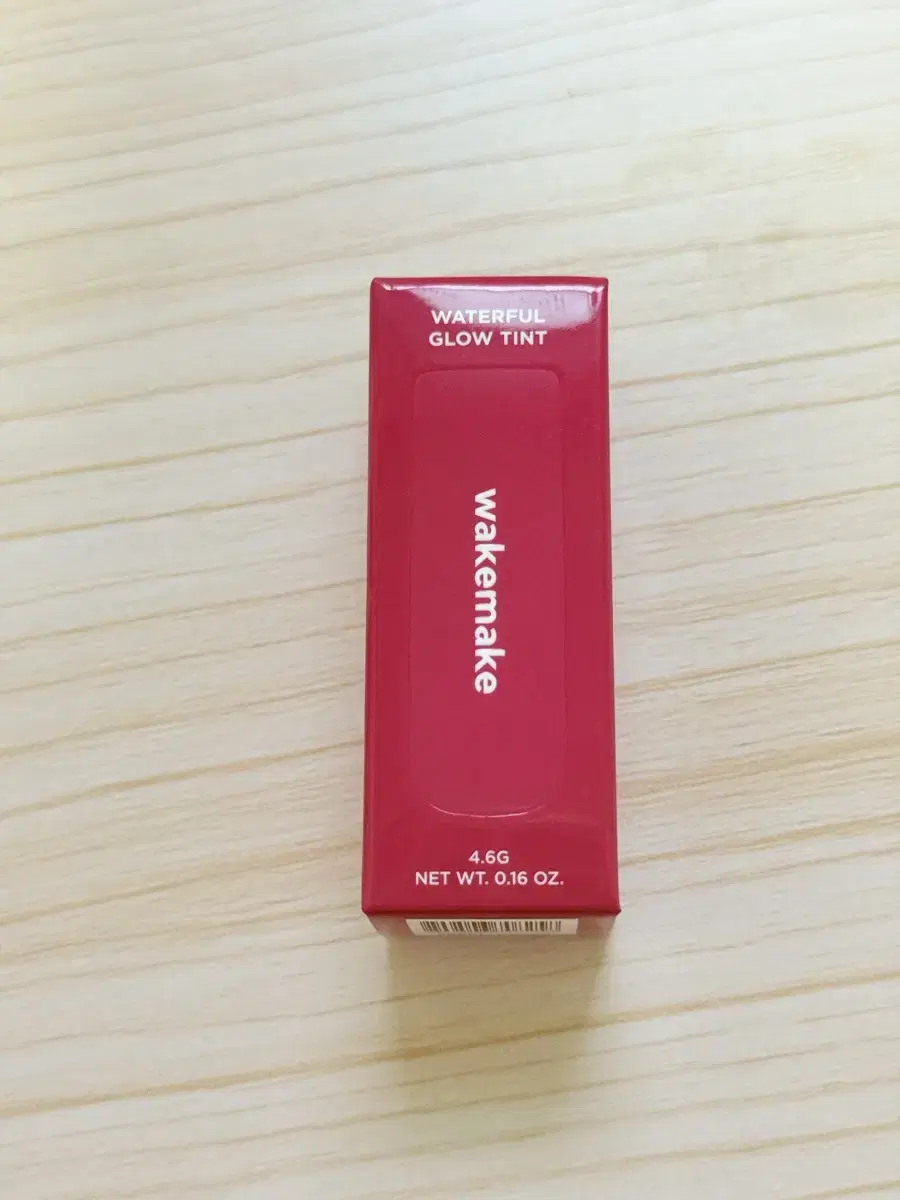 WATERFUL
GLOW TINT
wakemake
4.6G
NET WT. 0.16 OZ.